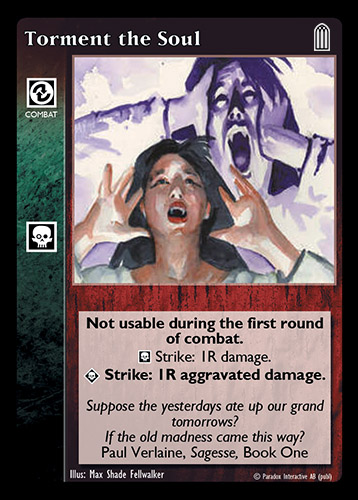 Torment the Soul
COMBAT
Not usable during the first round
of combat.
Strike: 1R damage.
Strike: 1R aggravated damage.
Suppose the yesterdays ate up our grand
tomorrows?
If the old madness came this way?
Paul Verlaine, Sagesse, Book One
Illus: Max Shade Fellwalker
© Paradox Interactive AB (publ)